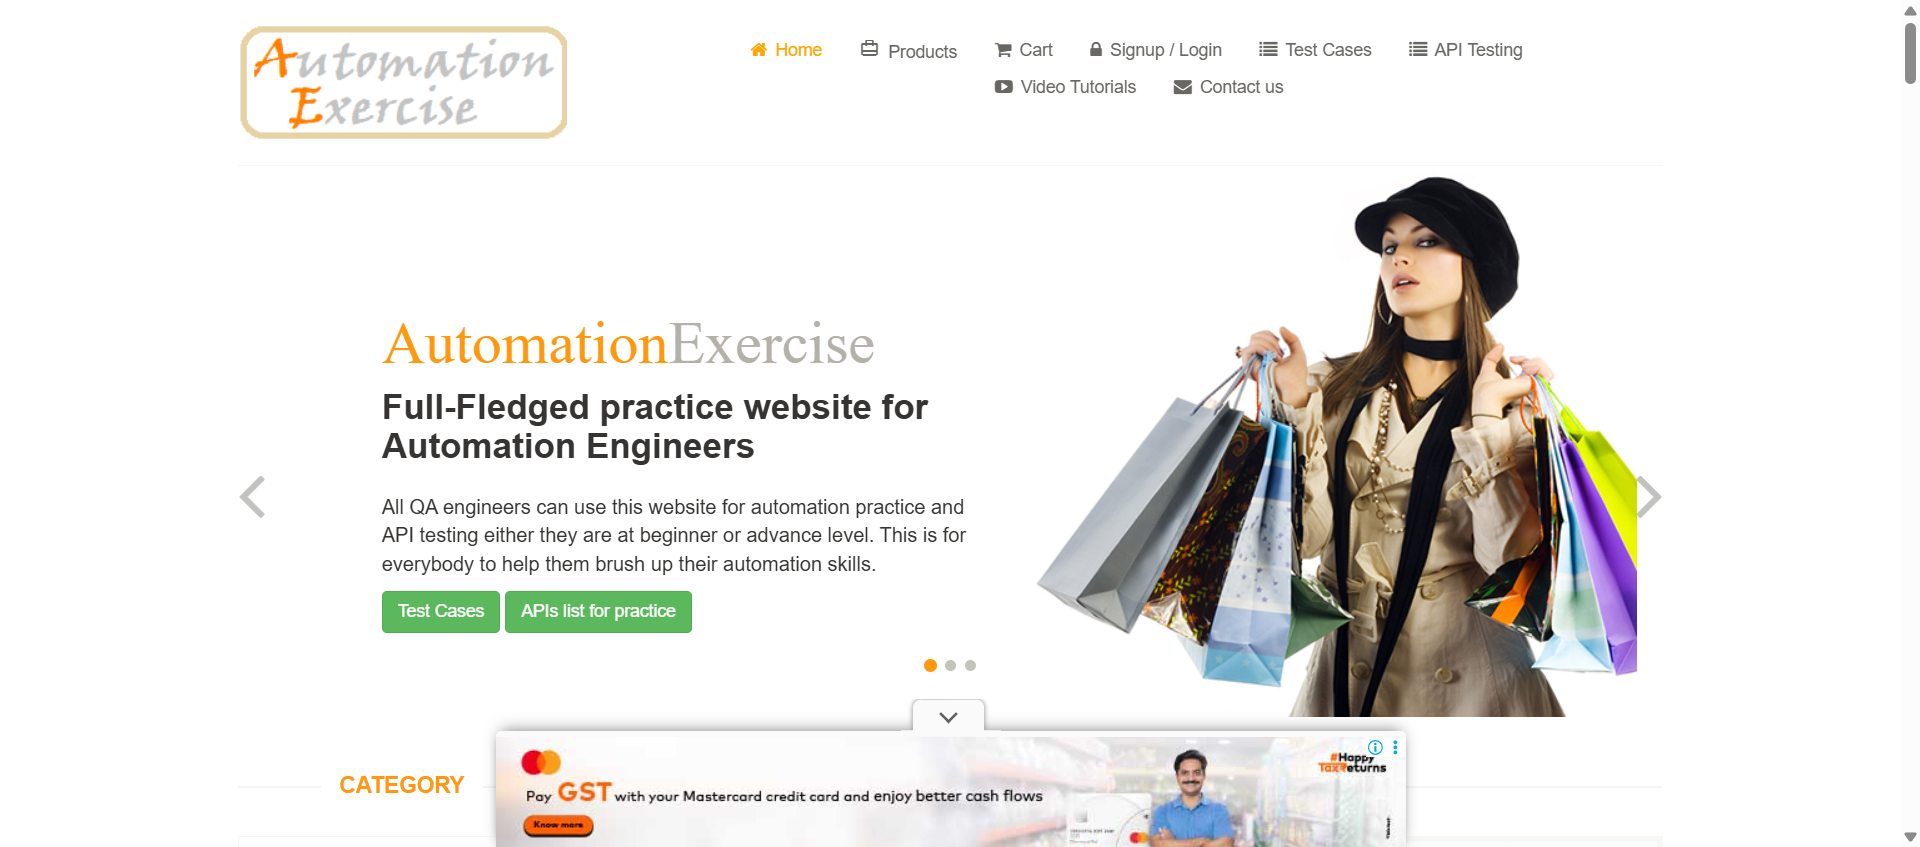 Automation
Exercise
Home
Products
Cart
Signup / Login
Test Cases
API Testing
Video Tutorials
Contact us
AutomationExercise
Full-Fledged practice website for
Automation Engineers
All QA engineers can use this website for automation practice and
API testing either they are at beginner or advance level. This is for
everybody to help them brush up their automation skills.
Test Cases
APIs list for practice
CATEGORY
Pay GST with your Mastercard credit card and enjoy better cash flows
Know more
#Happy
Tax₹eturns